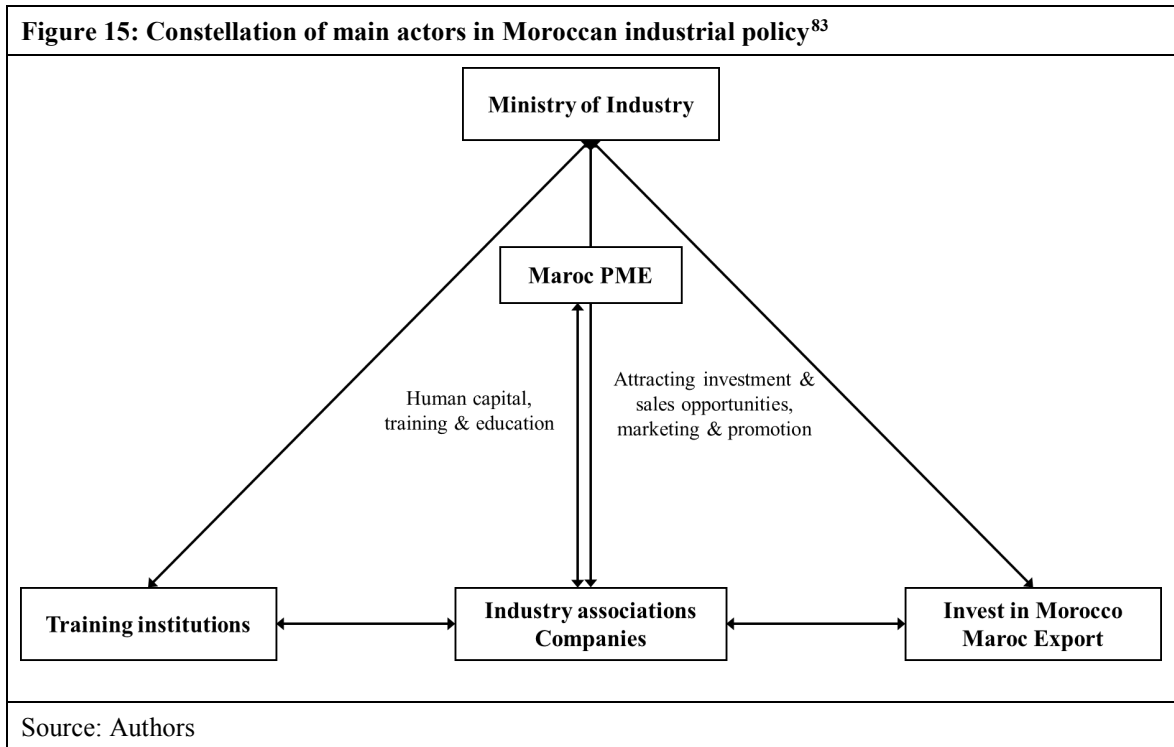 Figure 15: Constellation of main actors in Moroccan industrial policy83
Ministry of Industry
Maroc PME
Human capital,
training & education
Attracting investment &
sales opportunities,
marketing & promotion
Training institutions
Industry associations
Companies
Invest in Morocco
Maroc Export
Source: Authors